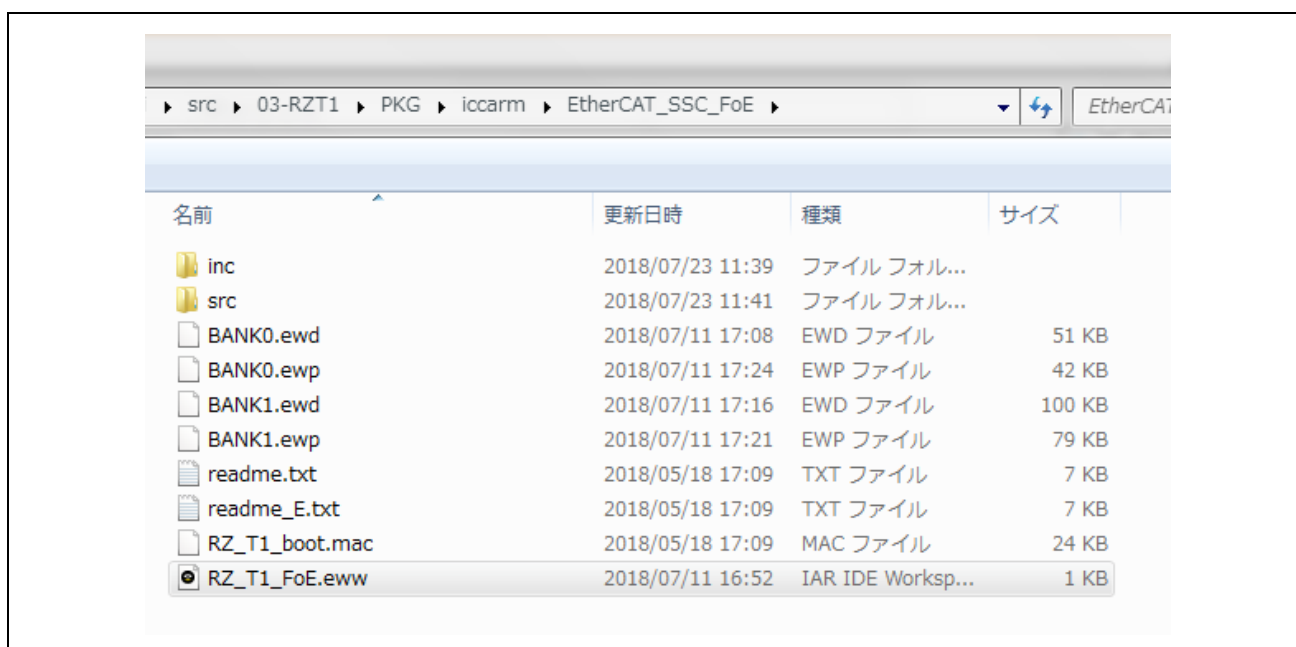 src 03-RZT1 PKG iccarm EtherCAT_SSC_FoE EtherCA
名前 更新日時 種類 サイズ
inc 2018/07/23 11:39 ファイル フォル...
src 2018/07/23 11:41 ファイル フォル...
BANK0.ewd 2018/07/11 17:08 EWD ファイル 51 KB
BANK0.ewp 2018/07/11 17:24 EWP ファイル 42 KB
BANK1.ewd 2018/07/11 17:16 EWD ファイル 100 KB
BANK1.ewp 2018/07/11 17:21 EWP ファイル 79 KB
readme.txt 2018/05/18 17:09 TXT ファイル 7 KB
readme_E.txt 2018/05/18 17:09 TXT ファイル 7 KB
RZ_T1_boot.mac 2018/05/18 17:09 MAC ファイル 24 KB
RZ_T1_FoE.eww 2018/07/11 16:52 IAR IDE Worksp... 1 KB